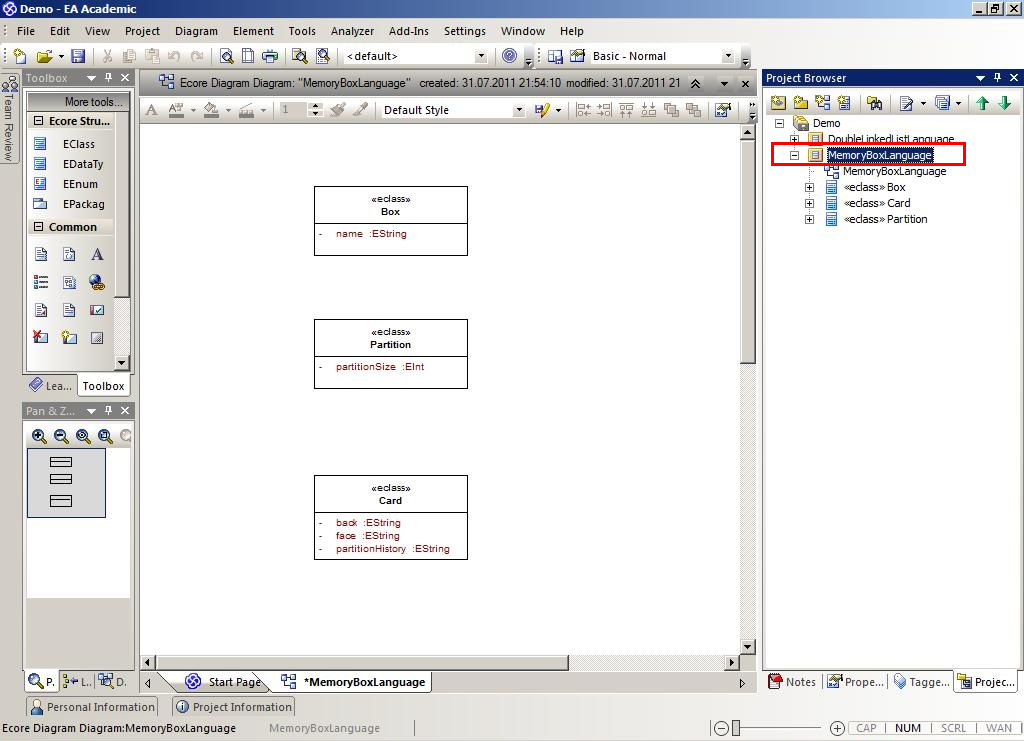 Demo - EA Academic
File Edit View Project Diagram Element Tools Analyzer Add-Ins Settings Window Help
<default> Basic - Normal
Team Review
Toolbox
More tools...
Ecore Stru...
EClass
EDataTy
EEnum
EPackag
Common
Lea... Toolbox
Pan & Z...
P. L.. D.
Ecore Diagram Diagram: "MemoryBoxLanguage" created: 31.07.2011 21:54:10 modified: 31.07.2011 21
1 Default Style
«eclass»
Box
- name :EString
«eclass»
Partition
- partitionSize :EInt
«eclass»
Card
- back :EString
- face :EString
- partitionHistory :EString
Start Page *MemoryBoxLanguage
Project Browser
Demo
DoubleLinkedListLanguage
MemoryBoxLanguage
MemoryBoxLanguage
«eclass» Box
«eclass» Card
«eclass» Partition
Notes Prope... Tagge... Projec...
Personal Information Project Information
Ecore Diagram Diagram:MemoryBoxLanguage MemoryBoxLanguage CAP NUM SCRL WAN